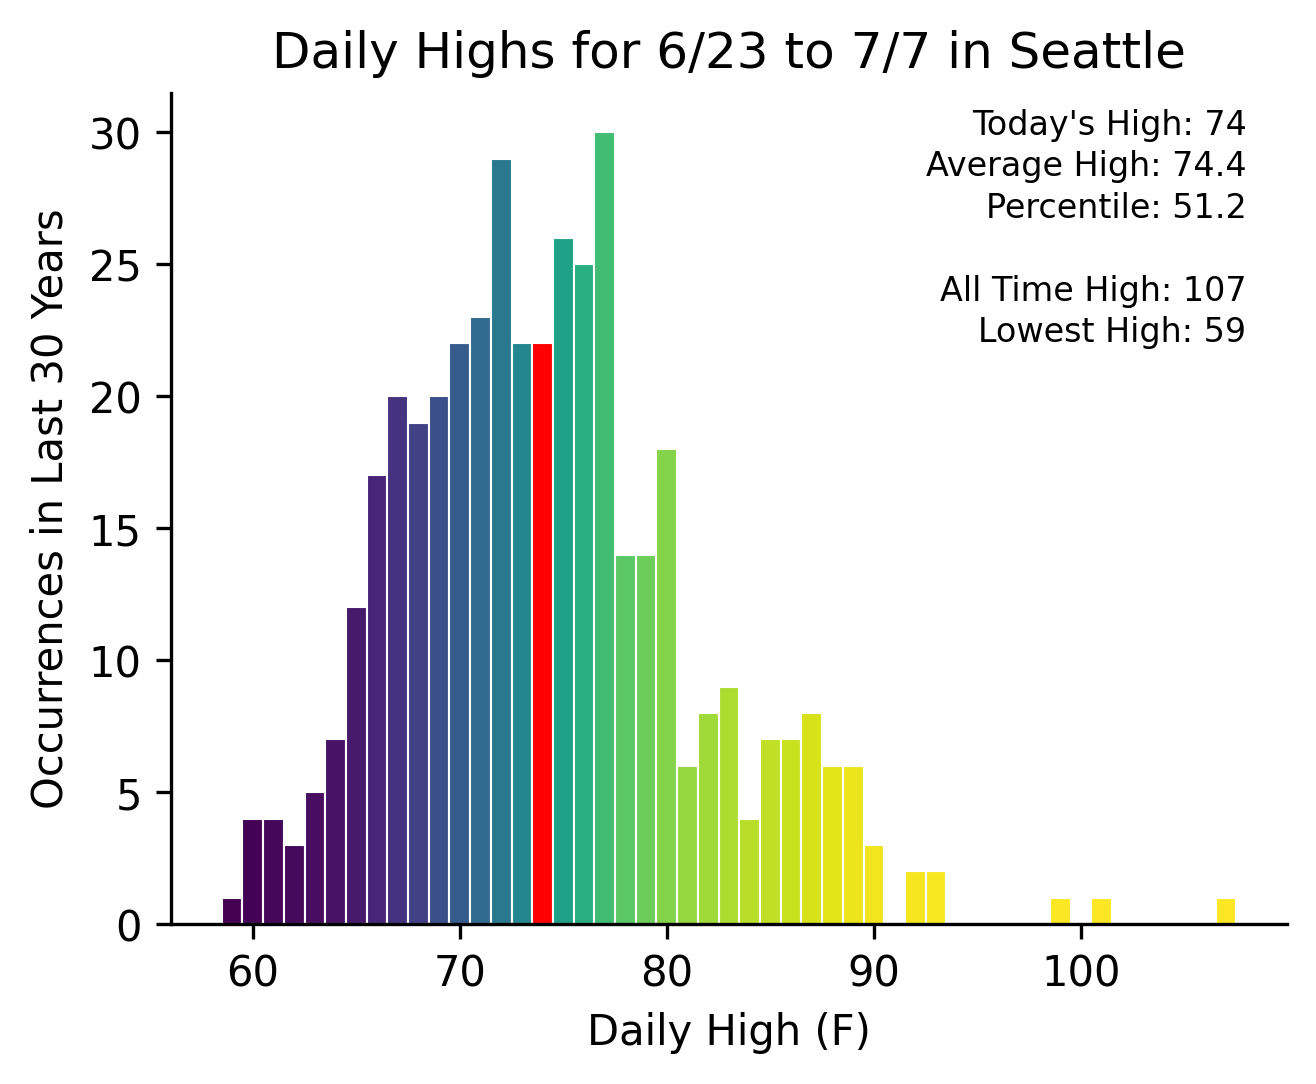 Daily Highs for 6/23 to 7/7 in Seattle
Today's High: 74
Average High: 74.4
Percentile: 51.2
All Time High: 107
Lowest High: 59
Occurrences in Last 30 Years
30
25
20
15
10
5
0
60 70 80 90 100
Daily High (F)